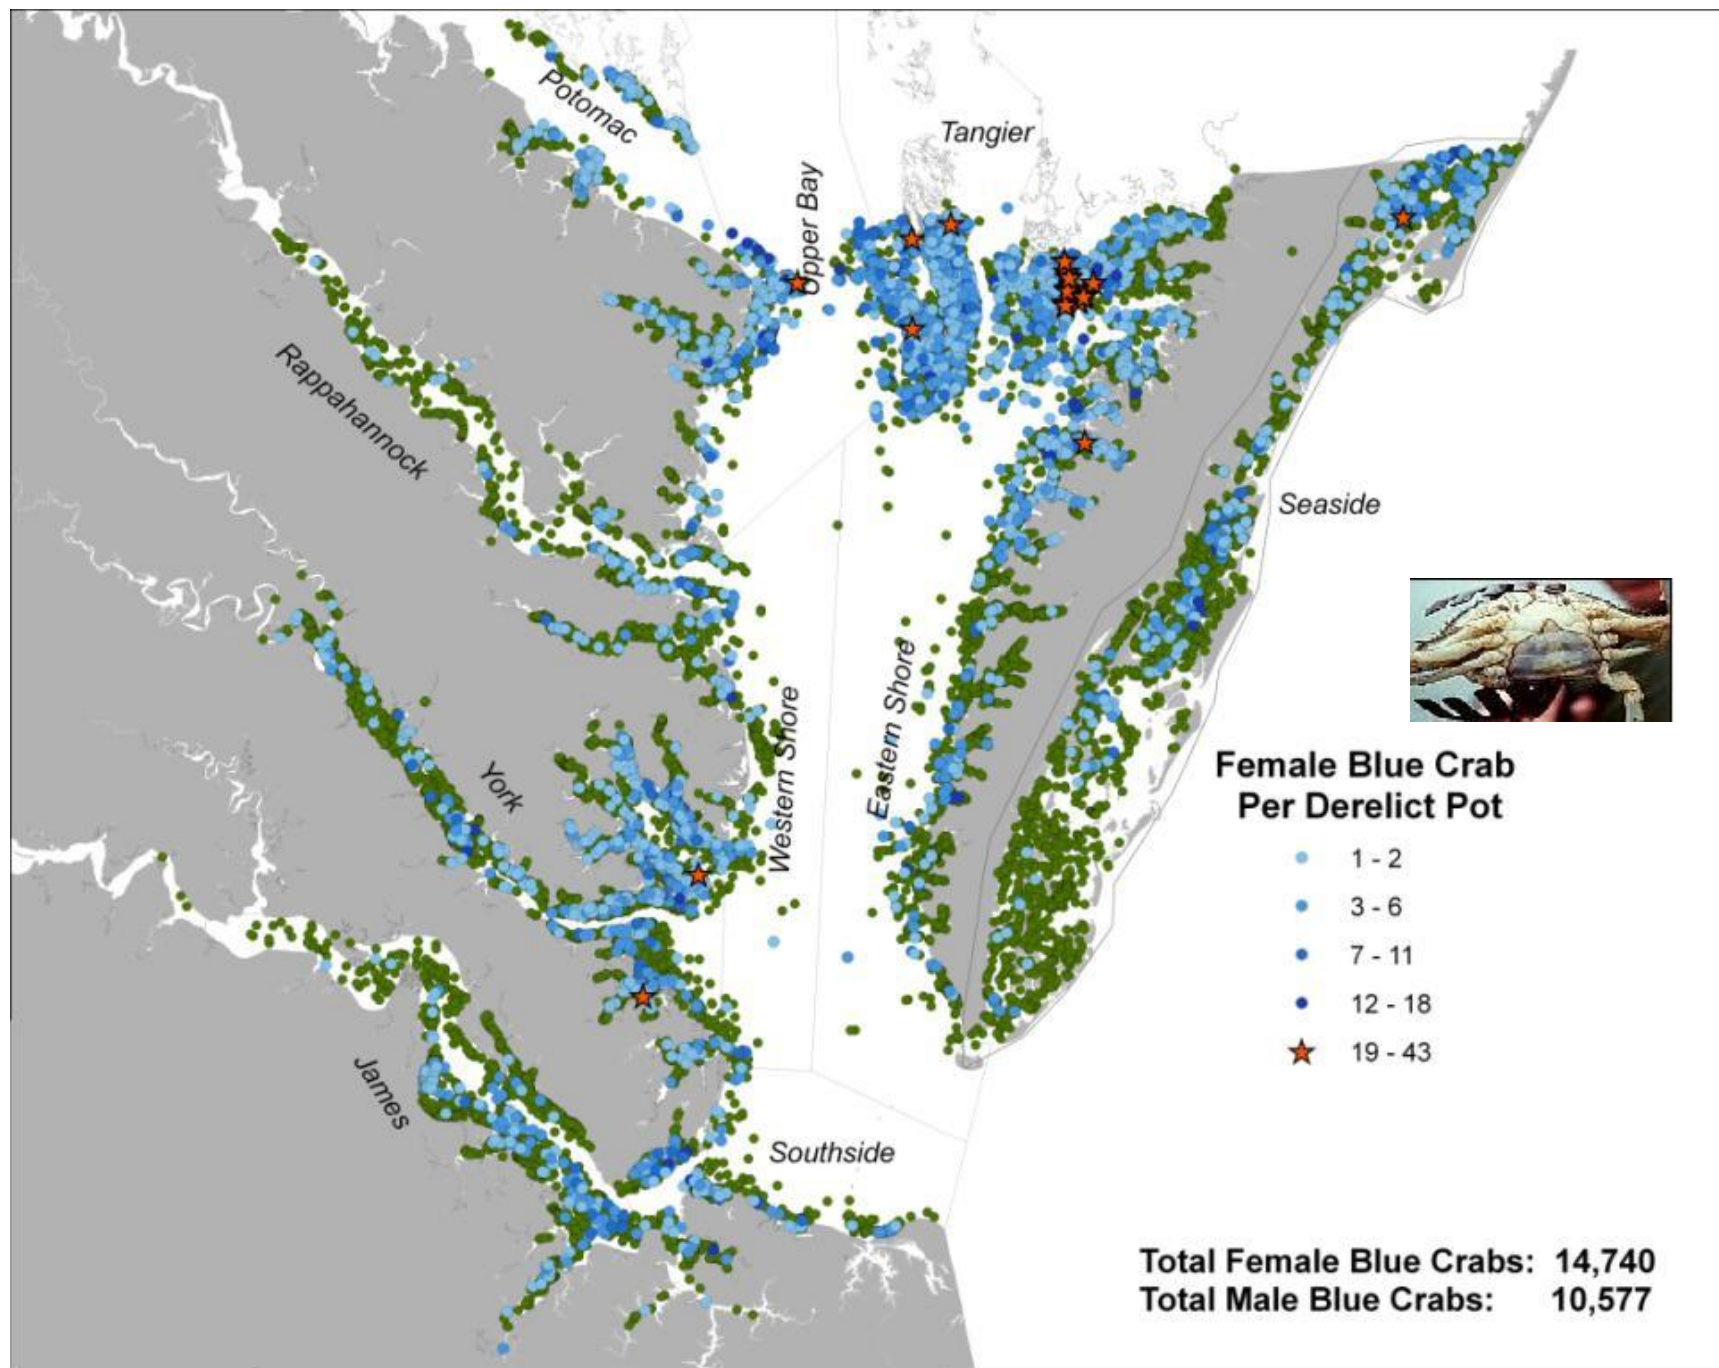 Potomac
Tangier
Upper Bay
Rappahannock
Seaside
Eastern Shore
Western Shore
York
James
Southside
Female Blue Crab
Per Derelict Pot
1 - 2
3 - 6
7 - 11
12 - 18
19 - 43
Total Female Blue Crabs: 14,740
Total Male Blue Crabs: 10,577